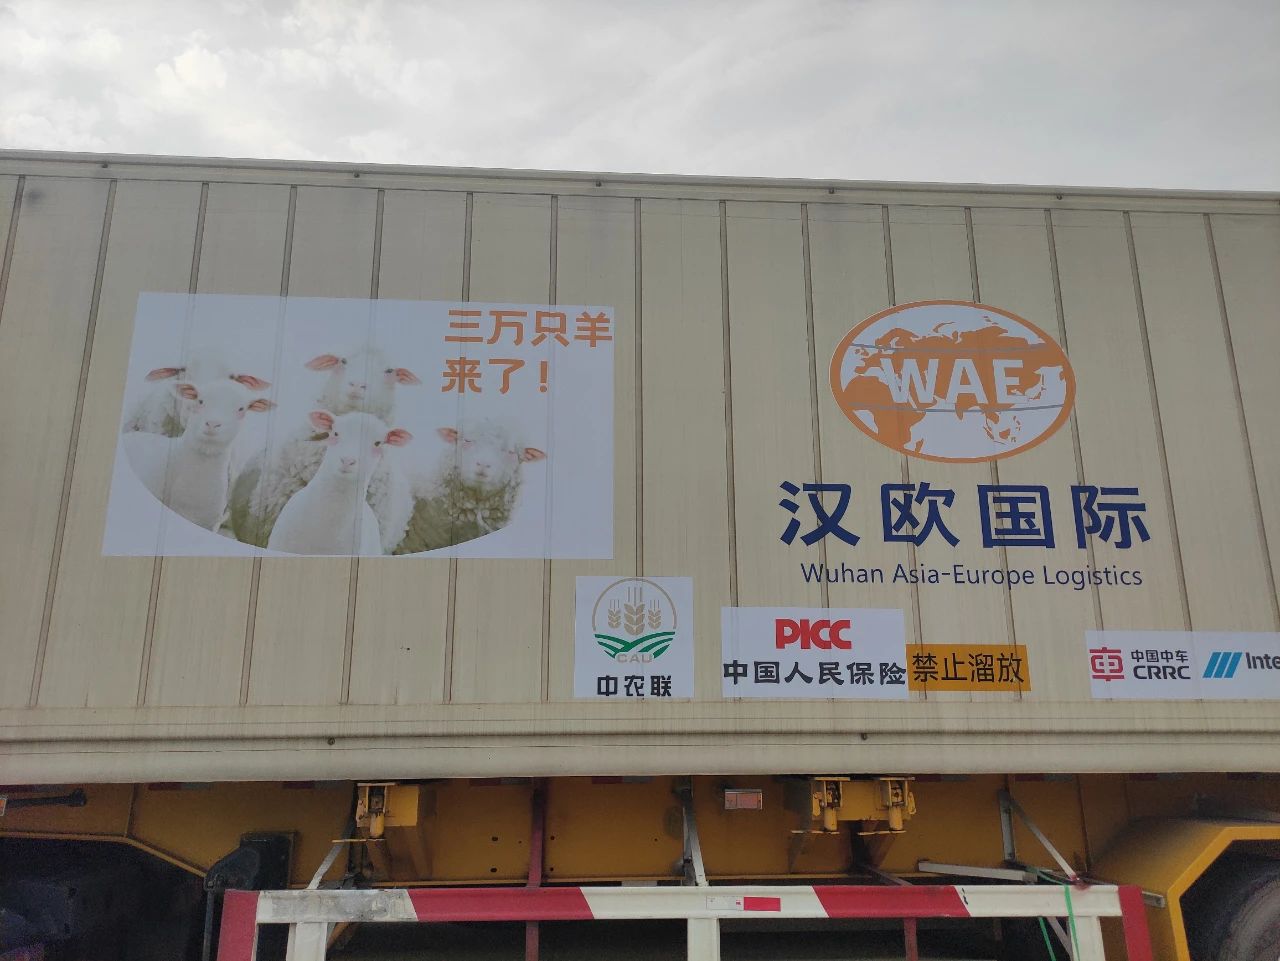 三万只羊
来了!
WAE
汉欧国际
Wuhan Asia-Europe Logistics
CAU
中农联
PICC
中国人民保险
禁止溜放
中国中车
CRRC
Inte